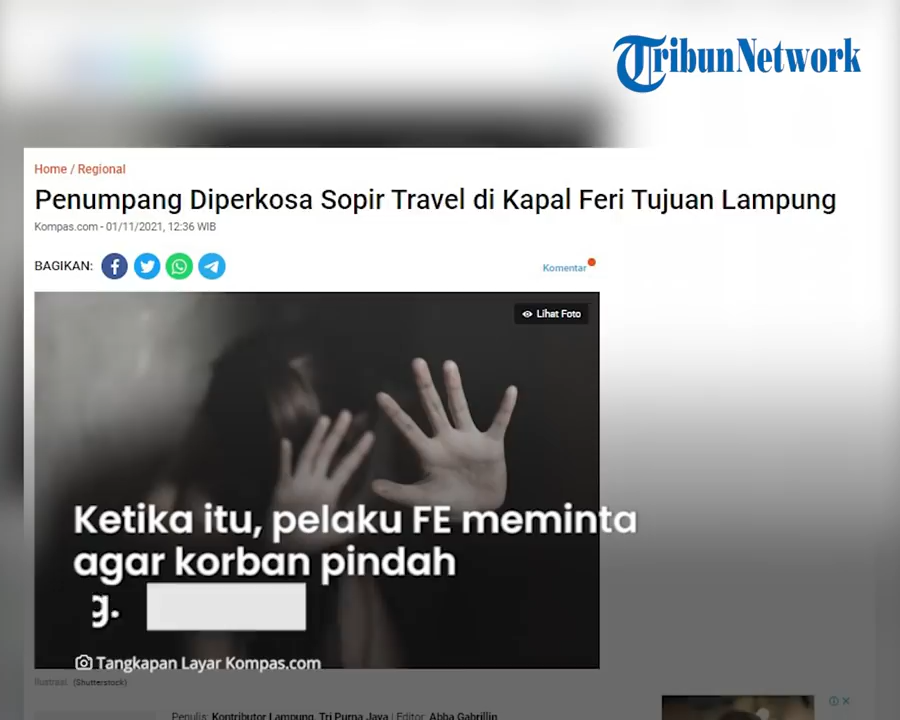 TribunNetwork
Home / Regional
Penumpang Diperkosa Sopir Travel di Kapal Feri Tujuan Lampung
Kompas.com - 01/11/2021, 12:36 WIB
BAGIKAN:
Komentar
Lihat Foto
Ketika itu, pelaku FE meminta
agar korban pindah
g.
Tangkapan Layar Kompas.com
Ilustrasi (Shutterstock)
Penulis: Kontributor Lampung, Tri Purna Jaya | Editor: Abba Gabrillin